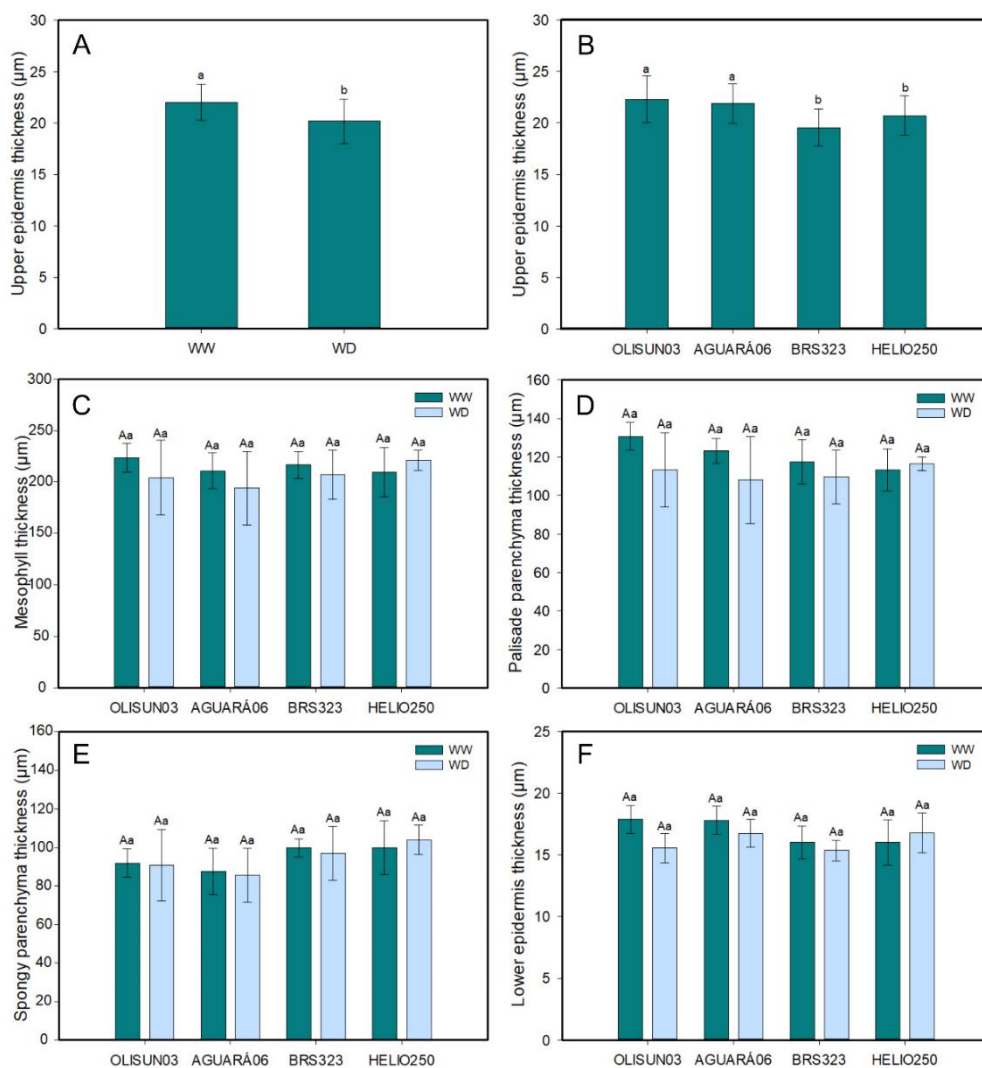 A
Upper epidermis thickness (µm)
30
25
20
15
10
5
0
a
b
WW
WD
B
Upper epidermis thickness (µm)
30
25
20
15
10
5
0
a
a
b
b
OLISUN03
AGUARÁ06
BRS323
HELIO250
C
Mesophyll thickness (µm)
300
250
200
150
100
50
0
WW
WD
Aa
Aa
Aa
Aa
Aa
Aa
Aa
Aa
OLISUN03
AGUARÁ06
BRS323
HELIO250
D
Palisade parenchyma thickness (µm)
160
140
120
100
80
60
40
20
0
WW
WD
Aa
Aa
Aa
Aa
Aa
Aa
Aa
Aa
OLISUN03
AGUARÁ06
BRS323
HELIO250
E
Spongy parenchyma thickness (µm)
160
140
120
100
80
60
40
20
0
WW
WD
Aa
Aa
Aa
Aa
Aa
Aa
Aa
Aa
OLISUN03
AGUARÁ06
BRS323
HELIO250
F
Lower epidermis thickness (µm)
25
20
15
10
5
0
WW
WD
Aa
Aa
Aa
Aa
Aa
Aa
Aa
Aa
OLISUN03
AGUARÁ06
BRS323
HELIO250